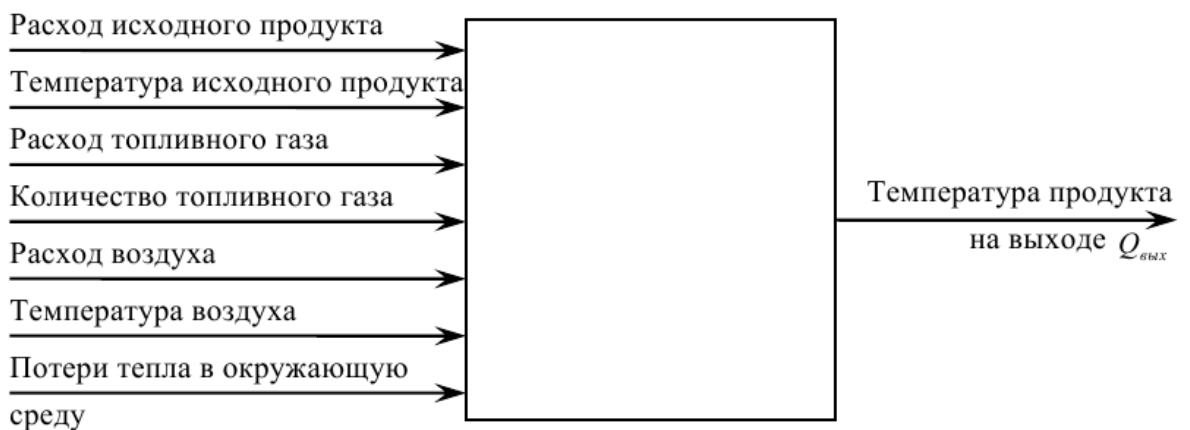 Расход исходного продукта
Температура исходного продукта
Расход топливного газа
Количество топливного газа
Расход воздуха
Температура воздуха
Потери тепла в окружающую
среду
Температура продукта
на выходе Qвых